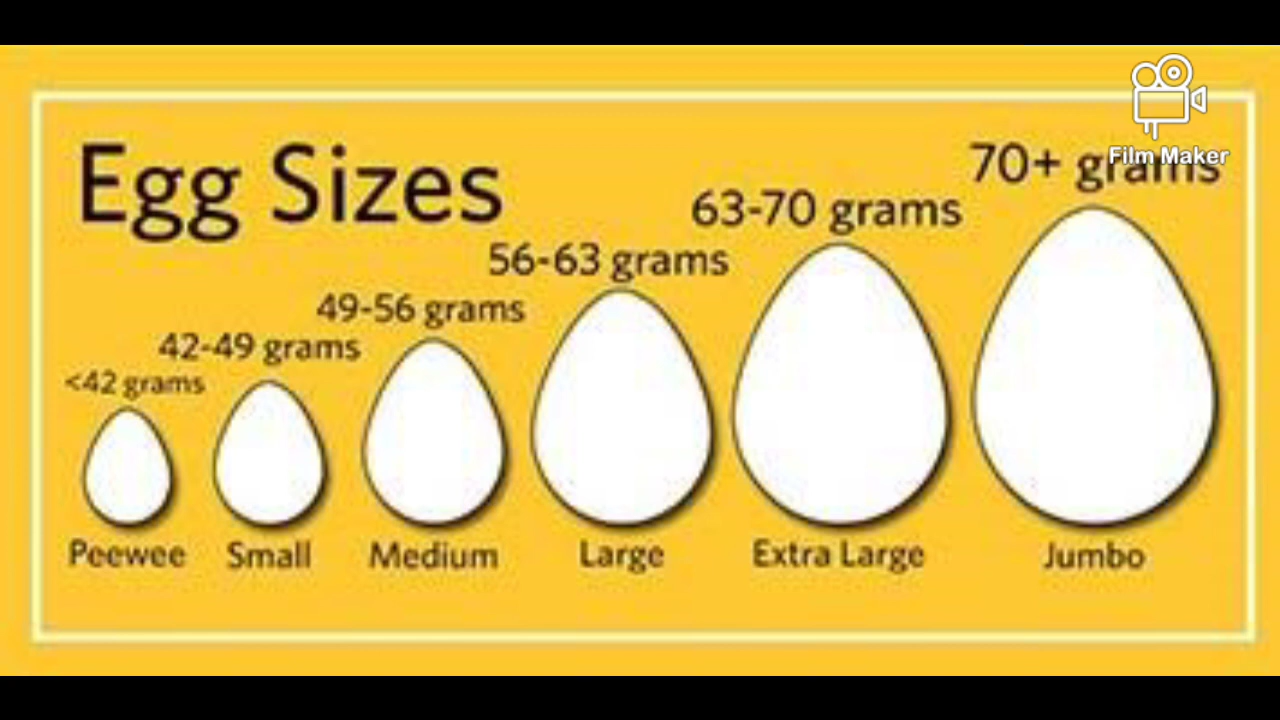 Egg Sizes
<42 grams
42-49 grams
49-56 grams
56-63 grams
63-70 grams
70+ grams
Film Maker
Peewee
Small
Medium
Large
Extra Large
Jumbo